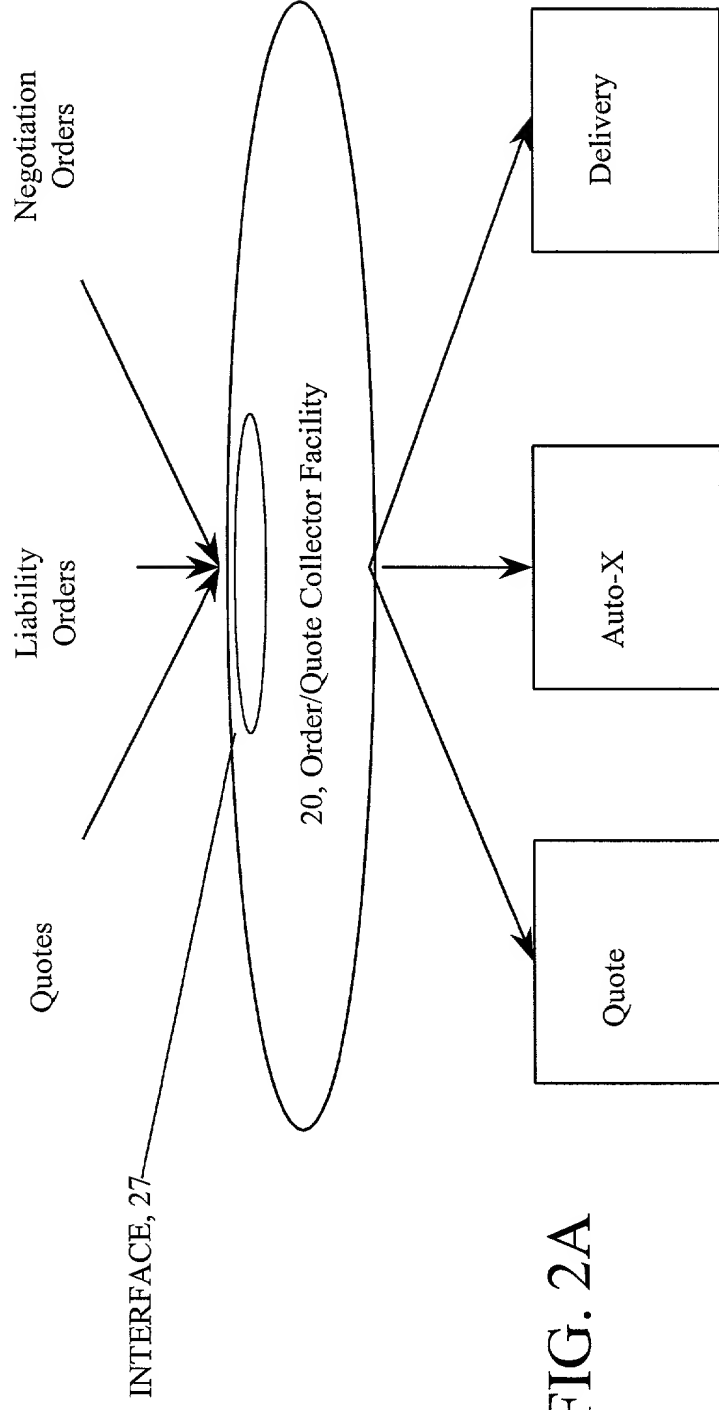 Quotes
Liability
Orders
Negotiation
Orders
INTERFACE, 27
20, Order/Quote Collector Facility
Quote
Auto-X
Delivery
FIG. 2A